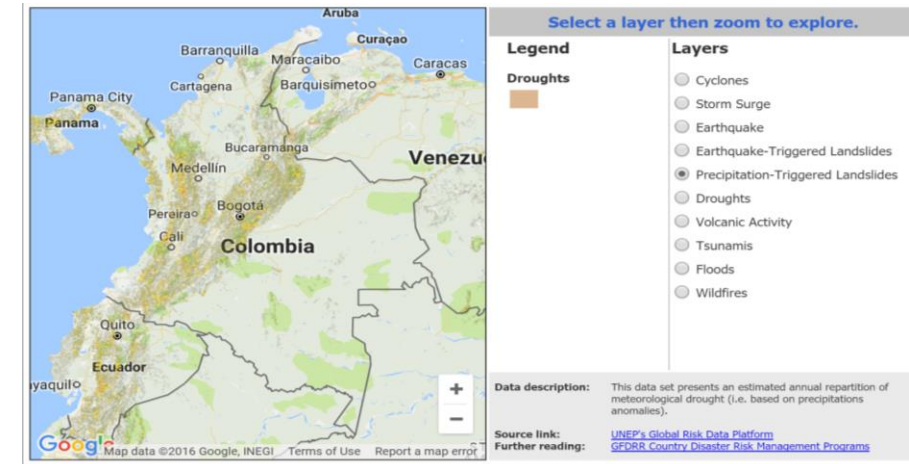 Aruba
Curaçao
Barranquilla
Maracaibo
Caracas
Cartagena
Barquisimeto
Panama City
Panama
Bucaramanga
Venezu
Medellín
Bogotá
Pereira
Cali
Colombia
Quito
Ecuador
yaquil
+
−
Google
Map data ©2016 Google, INEGI
Terms of Use
Report a map error
Select a layer then zoom to explore.
Legend
Droughts
Layers
Cyclones
Storm Surge
Earthquake
Earthquake-Triggered Landslides
Precipitation-Triggered Landslides
Droughts
Volcanic Activity
Tsunamis
Floods
Wildfires
Data description: This data set presents an estimated annual repartition of
meteorological drought (i.e. based on precipitations
anomalies).
Source link: UNEP's Global Risk Data Platform
Further reading: GFDRR Country Disaster Risk Management Programs